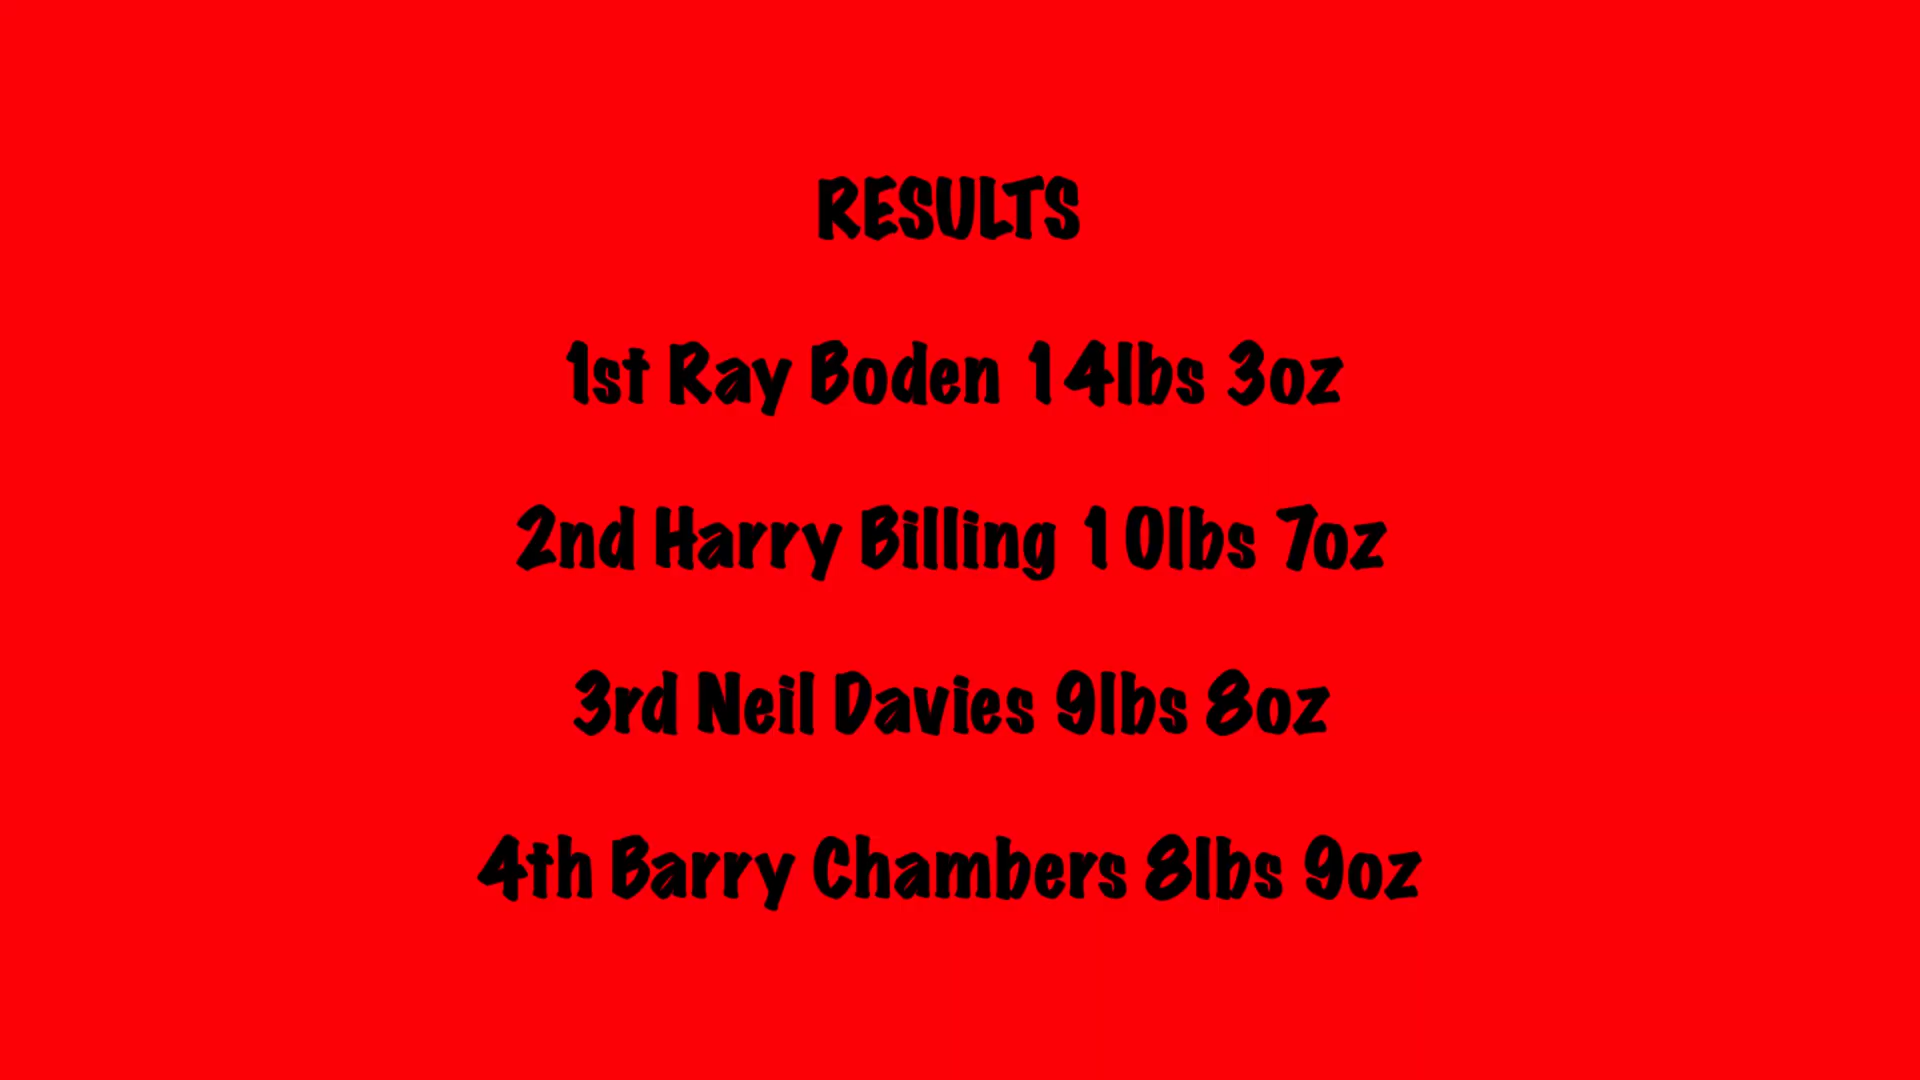 RESULTS
1st Ray Boden 14lbs 3oz
2nd Harry Billing 10lbs 7oz
3rd Neil Davies 9lbs 8oz
4th Barry Chambers 8lbs 9oz